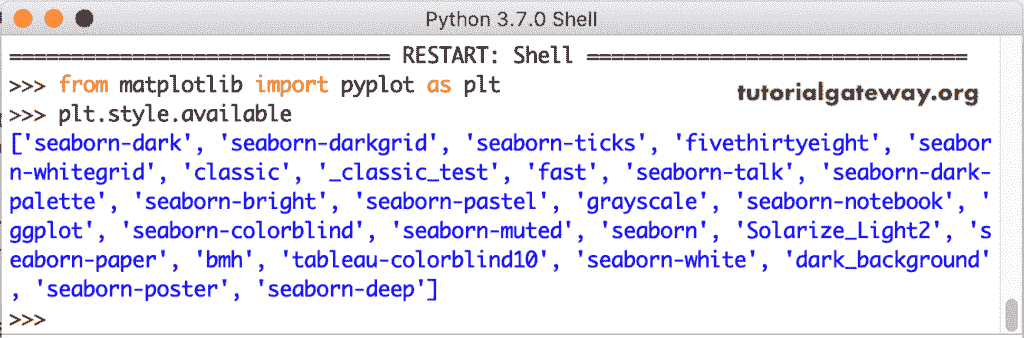 Python 3.7.0 Shell
=============================== RESTART: Shell ===============================
>>> from matplotlib import pyplot as plt
tutorialgateway.org
>>> plt.style.available
['seaborn-dark', 'seaborn-darkgrid', 'seaborn-ticks', 'fivethirtyeight', 'seabor
n-whitegrid', 'classic', '_classic_test', 'fast', 'seaborn-talk', 'seaborn-dark-
palette', 'seaborn-bright', 'seaborn-pastel', 'grayscale', 'seaborn-notebook', '
ggplot', 'seaborn-colorblind', 'seaborn-muted', 'seaborn', 'Solarize_Light2', 's
eaborn-paper', 'bmh', 'tableau-colorblind10', 'seaborn-white', 'dark_background'
, 'seaborn-poster', 'seaborn-deep']
>>>